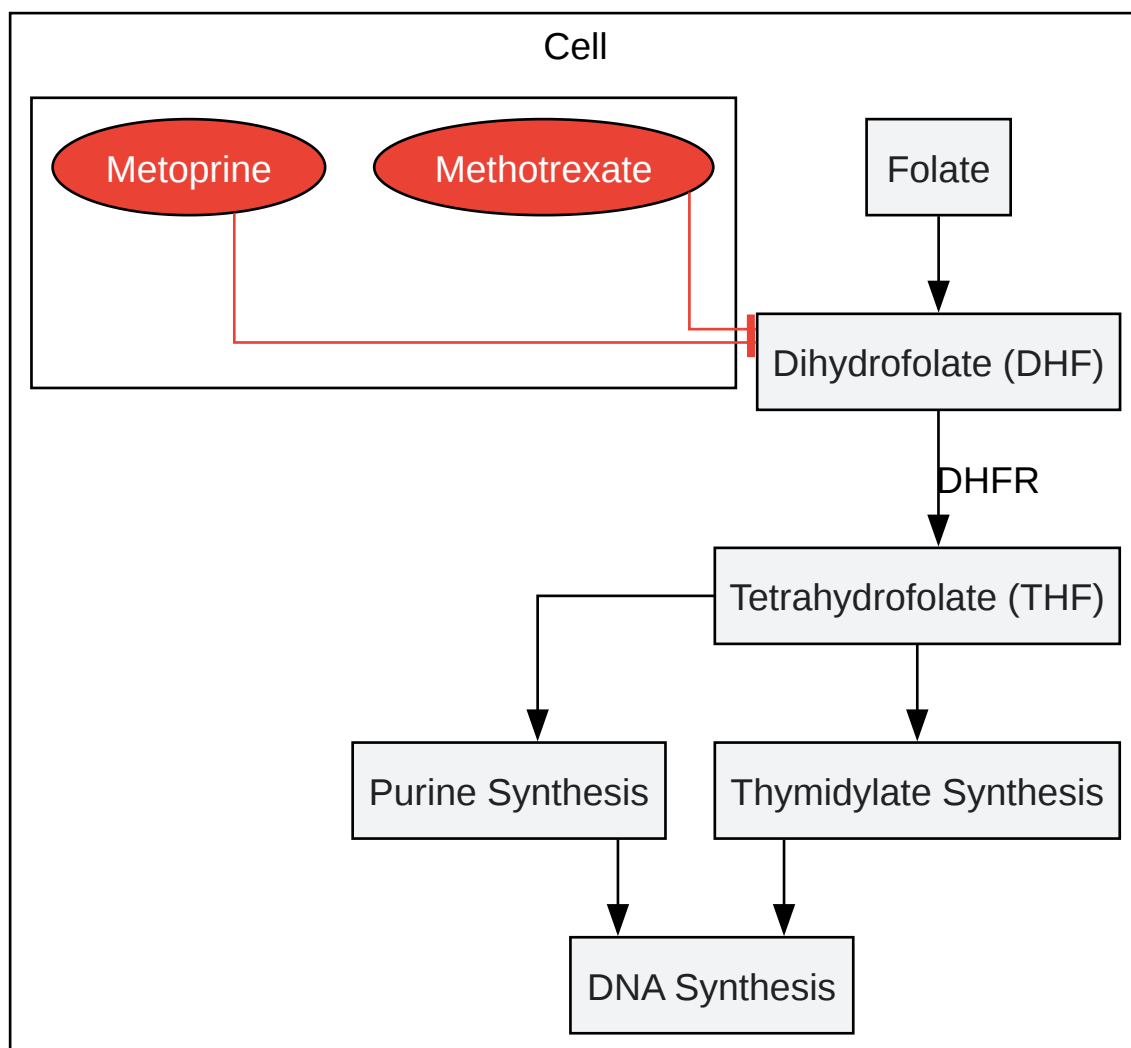 Cell
Metoprine
Methotrexate
Folate
Dihydrofolate (DHF)
DHFR
Tetrahydrofolate (THF)
Purine Synthesis
Thymidylate Synthesis
DNA Synthesis